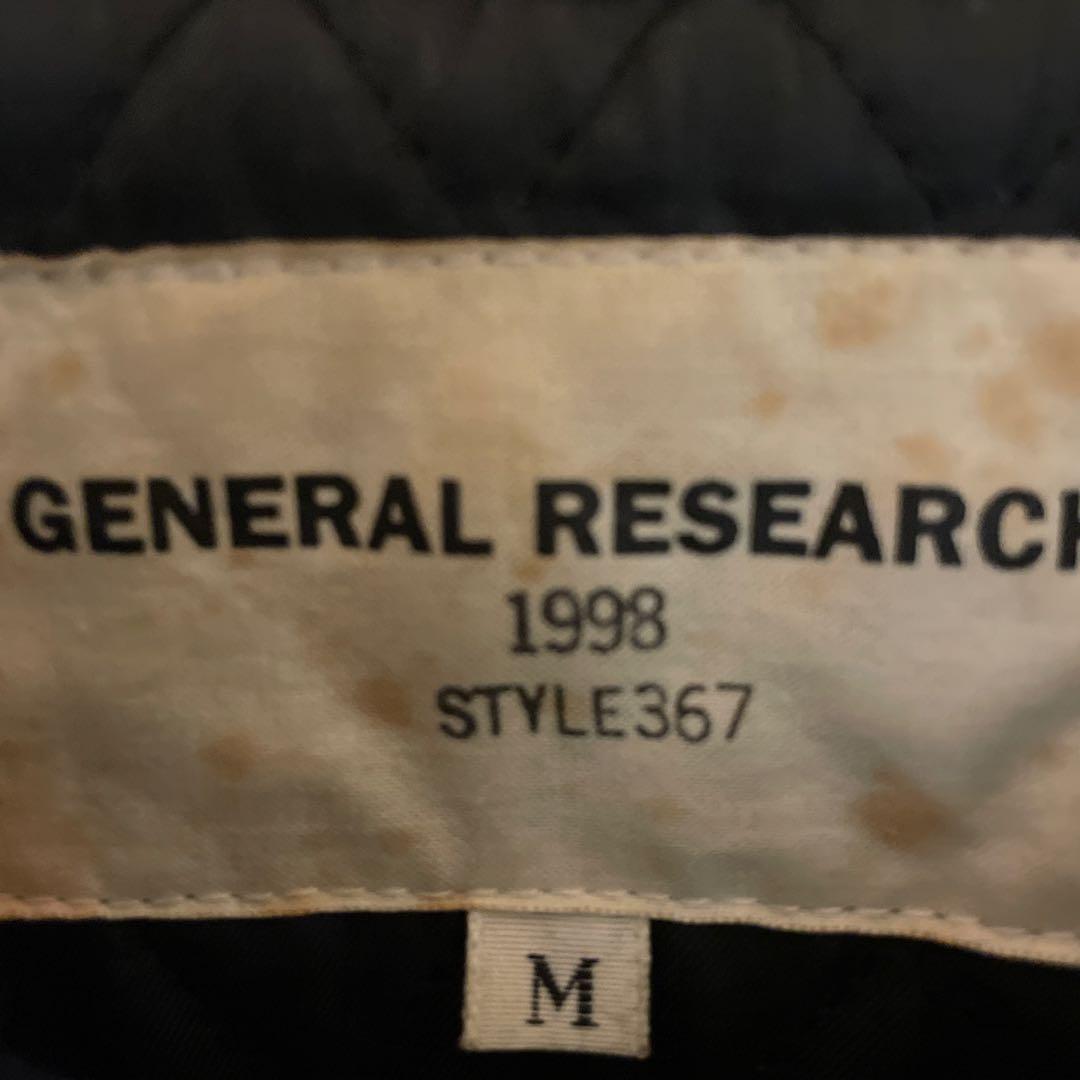 GENERAL RESEARCH
1998
STYLE367
M